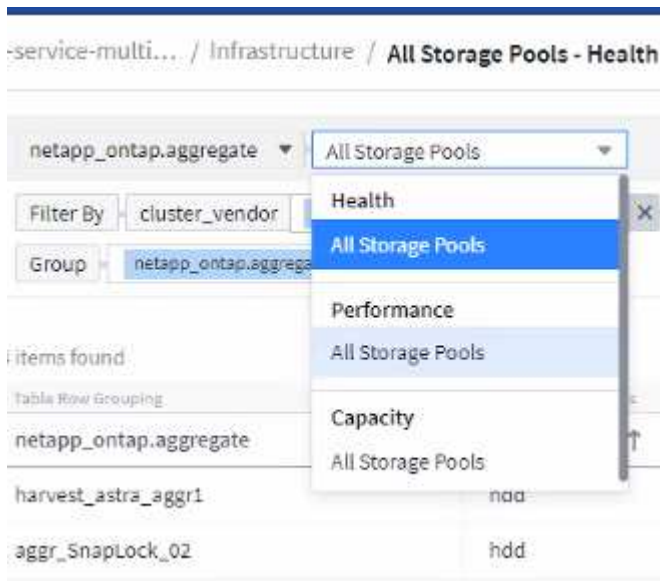 -service-multi... / Infrastructure / All Storage Pools - Health
netapp_ontap.aggregate All Storage Pools
Health
Filter By cluster_vendor
All Storage Pools
Group netapp_ontap.aggrega
Performance
All Storage Pools
items found
Table Row Grouping
Capacity
netapp_ontap.aggregate
All Storage Pools
harvest_astra_aggr1 hdd
aggr_SnapLock_02 hdd